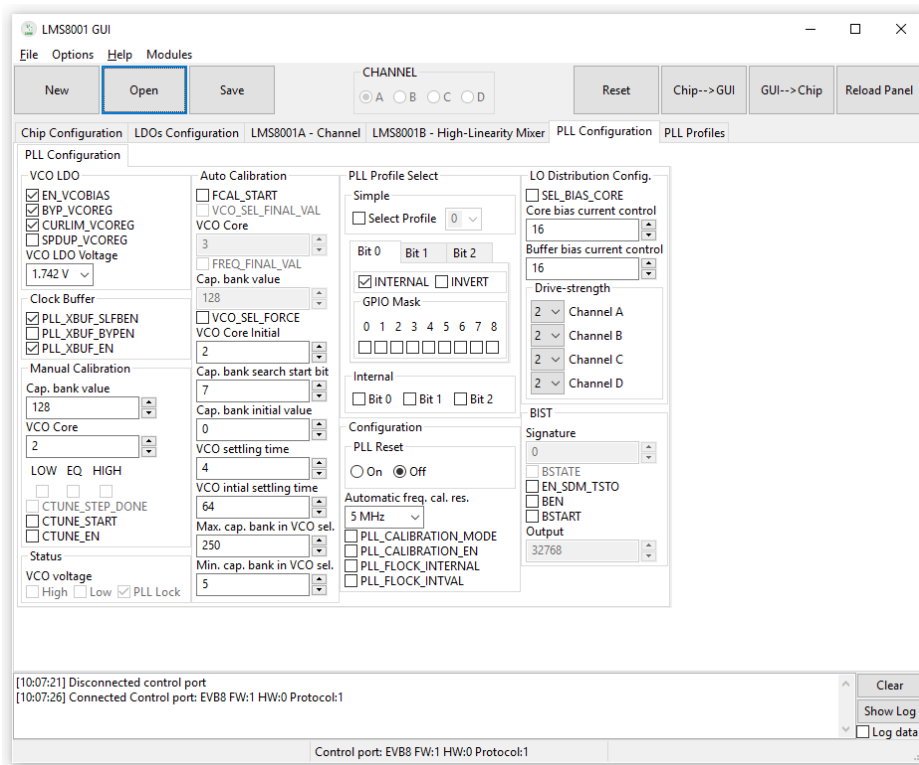 LMS8001 GUI
File Options Help Modules
New Open Save
CHANNEL
A B C D
Reset Chip-->GUI GUI-->Chip Reload Panel
Chip Configuration LDOs Configuration LMS8001A - Channel LMS8001B - High-Linearity Mixer PLL Configuration PLL Profiles
PLL Configuration
VCO LDO
EN_VCOBIAS
BYP_VCOREG
CURLIM_VCOREG
SPDUP_VCOREG
VCO LDO Voltage
1.742 V
Clock Buffer
PLL_XBUF_SLFBEN
PLL_XBUF_BYPEN
PLL_XBUF_EN
Manual Calibration
Cap. bank value
128
VCO Core
2
LOW EQ HIGH
CTUNE_STEP_DONE
CTUNE_START
CTUNE_EN
Status
VCO voltage
High Low PLL Lock
Auto Calibration
FCAL_START
VCO_SEL_FINAL_VAL
VCO Core
3
FREQ_FINAL_VAL
Cap. bank value
128
VCO_SEL_FORCE
VCO Core Initial
2
Cap. bank search start bit
7
Cap. bank initial value
0
VCO settling time
4
VCO intial settling time
64
Max. cap. bank in VCO sel.
250
Min. cap. bank in VCO sel.
5
PLL Profile Select
Simple
Select Profile 0
Bit 0 Bit 1 Bit 2
INTERNAL INVERT
GPIO Mask
0 1 2 3 4 5 6 7 8
Internal
Bit 0 Bit 1 Bit 2
Configuration
PLL Reset
On Off
Automatic freq. cal. res.
5 MHz
PLL_CALIBRATION_MODE
PLL_CALIBRATION_EN
PLL_FLOCK_INTERNAL
PLL_FLOCK_INTVAL
LO Distribution Config.
SEL_BIAS_CORE
Core bias current control
16
Buffer bias current control
16
Drive-strength
2 Channel A
2 Channel B
2 Channel C
2 Channel D
BIST
Signature
0
BSTATE
EN_SDM_TSTO
BEN
BSTART
Output
32768
[10:07:21] Disconnected control port
[10:07:26] Connected Control port: EVB8 FW:1 HW:0 Protocol:1
Clear
Show Log
Log data
Control port: EVB8 FW:1 HW:0 Protocol:1